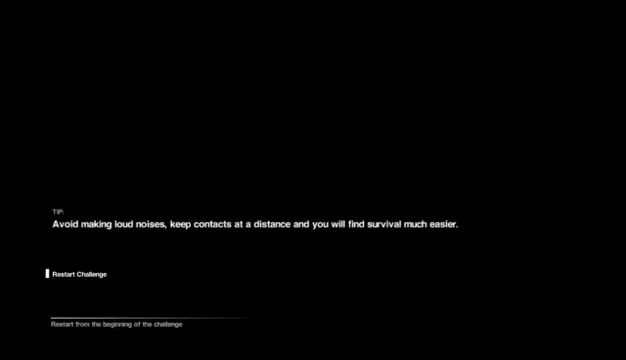 TIP:
Avoid making loud noises, keep contacts at a distance and you will find survival much easier.
Restart Challenge
Restart from the beginning of the challenge